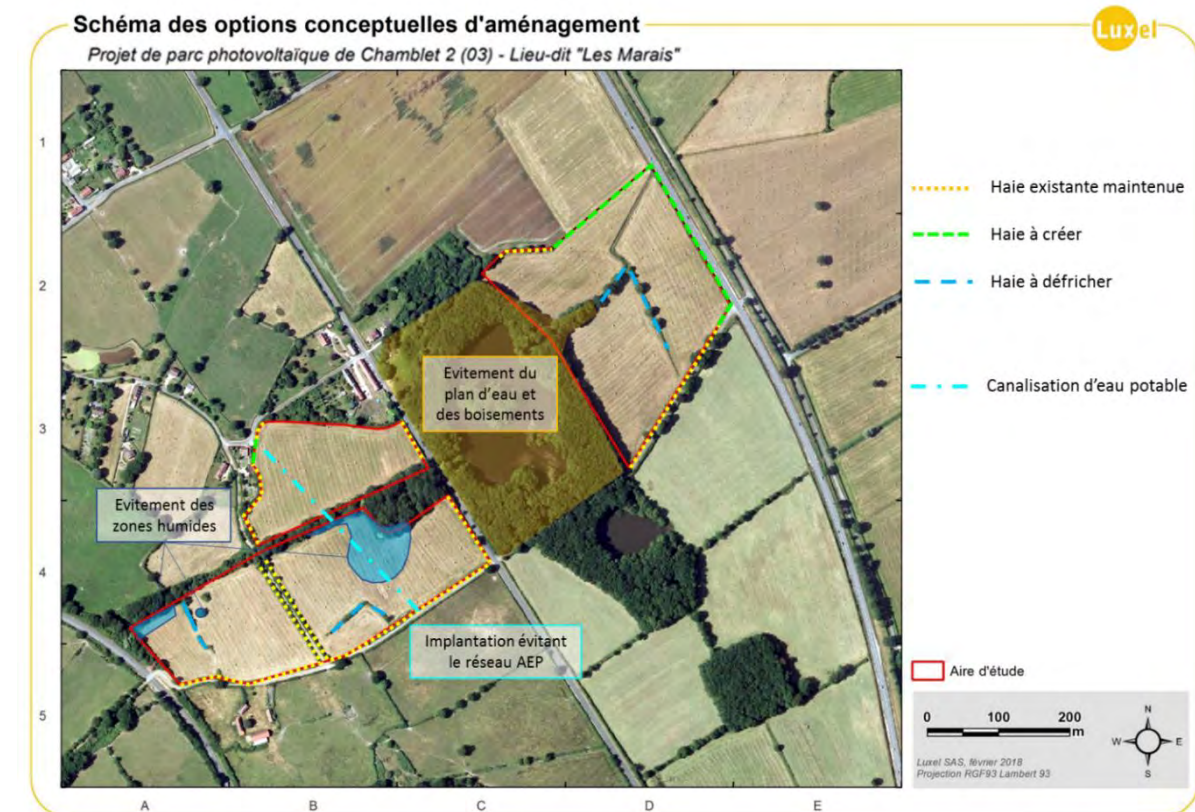 Schéma des options conceptuelles d'aménagement
Luxel
Projet de parc photovoltaïque de Chamblet 2 (03) - Lieu-dit "Les Marais"
1
2
3
4
5
A
B
C
D
E
Evitement du
plan d'eau et
des boisements
Evitement des
zones humides
Implantation évitant
le réseau AEP
Haie existante maintenue
Haie à créer
Haie à défricher
Canalisation d'eau potable
Aire d'étude
0 100 200
m
N
W E
S
Luxel SAS, février 2018
Projection RGF93 Lambert 93